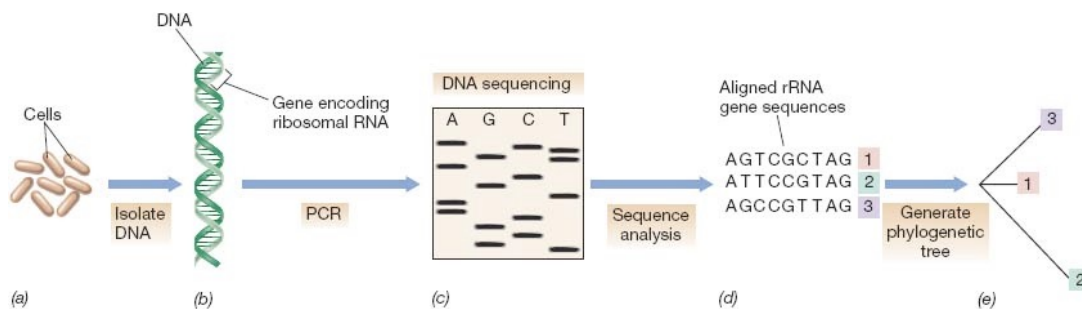 DNA
Cells
Gene encoding
ribosomal RNA
Isolate
DNA
PCR
DNA sequencing
A G C T
Sequence
analysis
Aligned rRNA
gene sequences
AGTCGCTAG 1
ATTCCGTAG 2
AGCCGTTAG 3
Generate
phylogenetic
tree
3
1
2
(a) (b) (c) (d) (e)